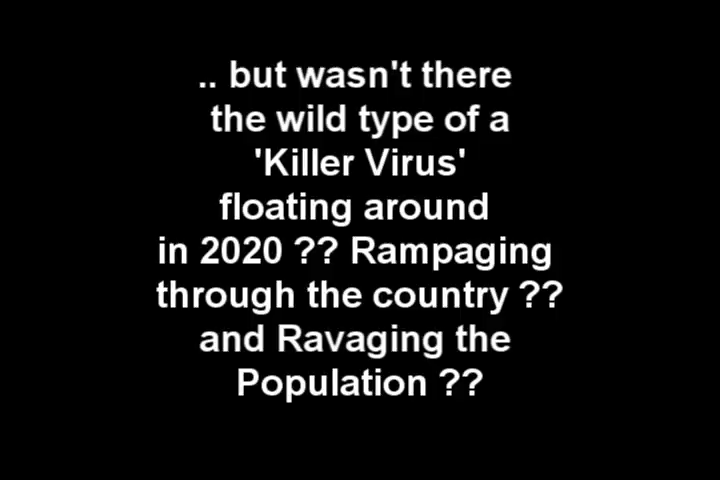 .. but wasn't there
the wild type of a
'Killer Virus'
floating around
in 2020 ?? Rampaging
through the country ??
and Ravaging the
Population ??